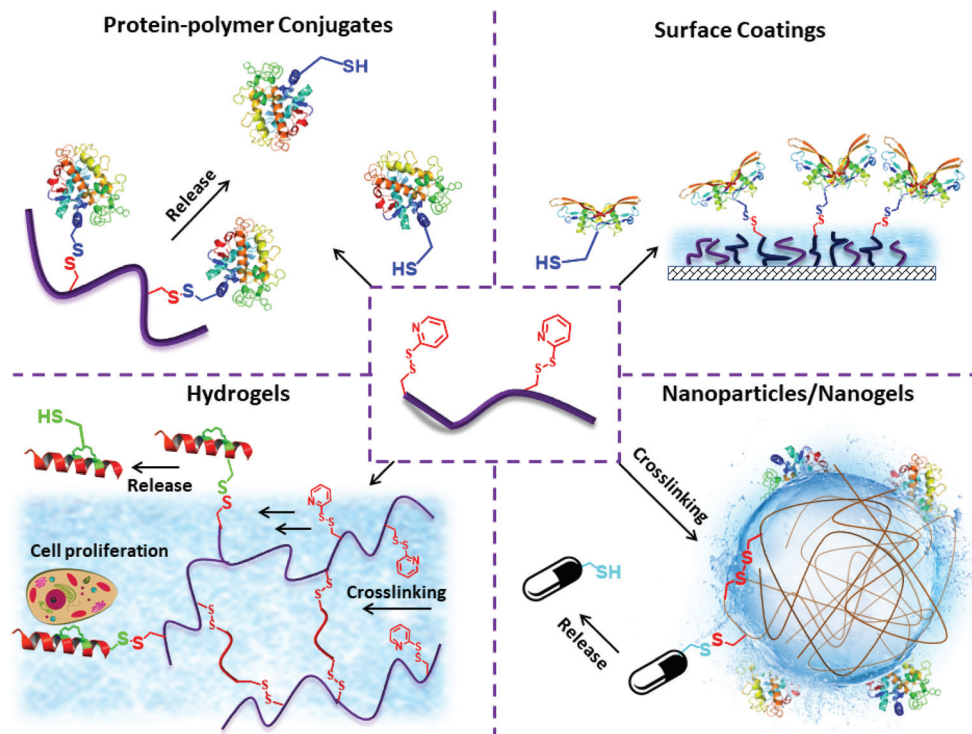 Protein-polymer Conjugates
Surface Coatings
SH
Release
S
S
S
S
HS
HS
S
S
S
S
S
S
N
S
S
N
S
S
Hydrogels
Nanoparticles/Nanogels
HS
Release
S
S
N
S
S
N
S
S
Cell proliferation
Crosslinking
S
S
S
S
S
S
N
S
S
S
S
S
S
Crosslinking
S
S
SH
Release
S
S